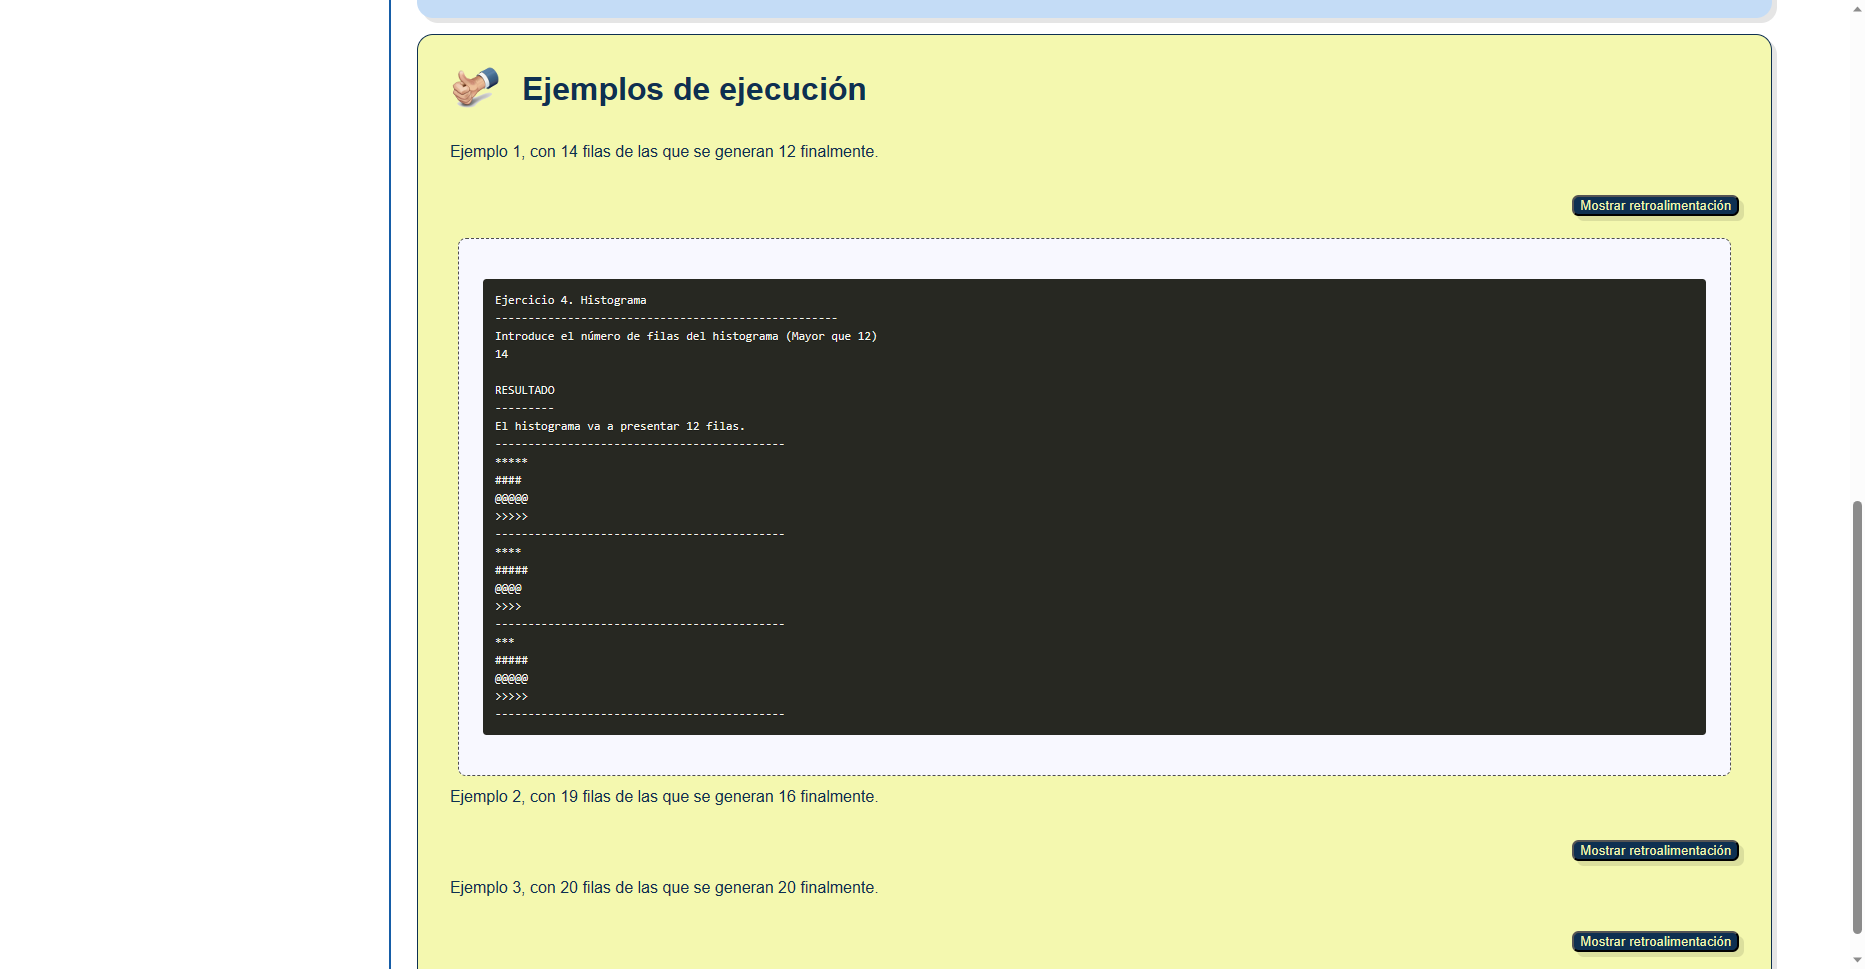 Ejemplos de ejecución
Ejemplo 1, con 14 filas de las que se generan 12 finalmente.
Mostrar retroalimentación
Ejercicio 4. Histograma
----------------------------------------------------
Introduce el número de filas del histograma (Mayor que 12)
14
RESULTADO
---------
El histograma va a presentar 12 filas.
--------------------------------------------
*****
####
@@@@@
>>>>>
--------------------------------------------
****
#####
@@@@
>>>>
--------------------------------------------
***
#####
@@@@@
>>>>>
--------------------------------------------
Ejemplo 2, con 19 filas de las que se generan 16 finalmente.
Mostrar retroalimentación
Ejemplo 3, con 20 filas de las que se generan 20 finalmente.
Mostrar retroalimentación